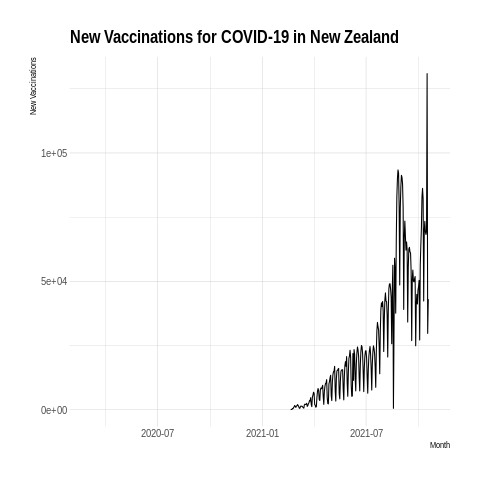 New Vaccinations for COVID-19 in New Zealand
New Vaccinations
1e+05
5e+04
0e+00
2020-07
2021-01
2021-07
Month